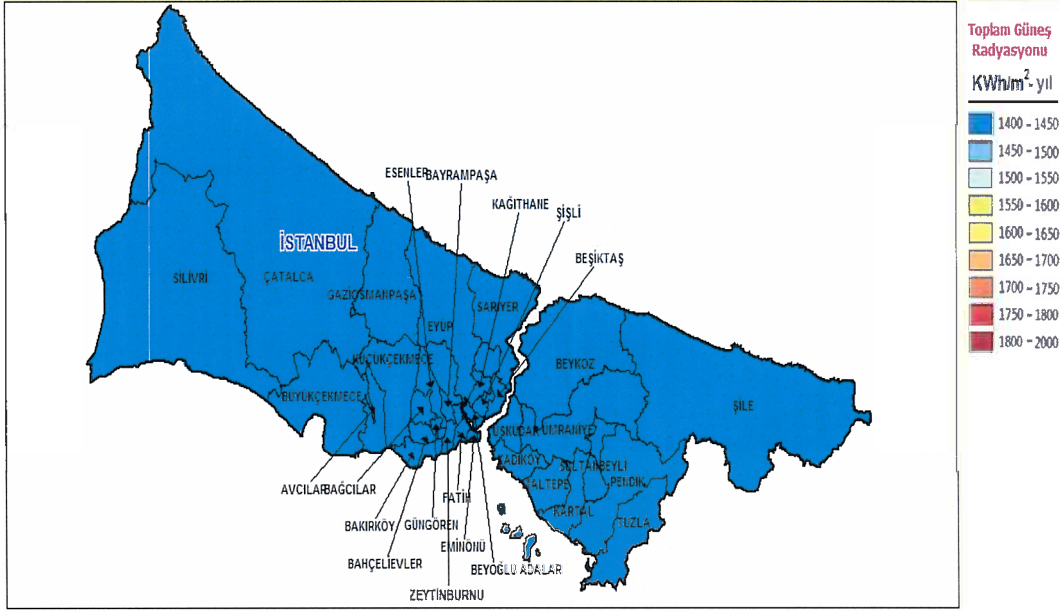 Toplam Güneş
Radyasyonu
KWh/m²-yıl
1400 - 1450
1450 - 1500
1500 - 1550
1550 - 1600
1600 - 1650
1650 - 1700
1700 - 1750
1750 - 1800
1800 - 2000
ESENLER BAYRAMPAŞA
KAĞITHANE
ŞİŞLİ
BEŞİKTAŞ
İSTANBUL
SİLİVRİ
ÇATALCA
GAZİOSMANPAŞA
SARIYER
EYÜP
KÜÇÜKÇEKMECE
BEYKOZ
BÜYÜKÇEKMECE
ŞİLE
ÜSKÜDAR ÜMRANİYE
KADIKÖY
SULTANBEYLİ
MALTEPE
PENDİK
KARTAL
TUZLA
AVCILAR BAĞCILAR
FATİH
BAKIRKÖY
GÜNGÖREN
EMİNÖNÜ
BAHÇELİEVLER
BEYOĞLU ADALAR
ZEYTİNBURNU